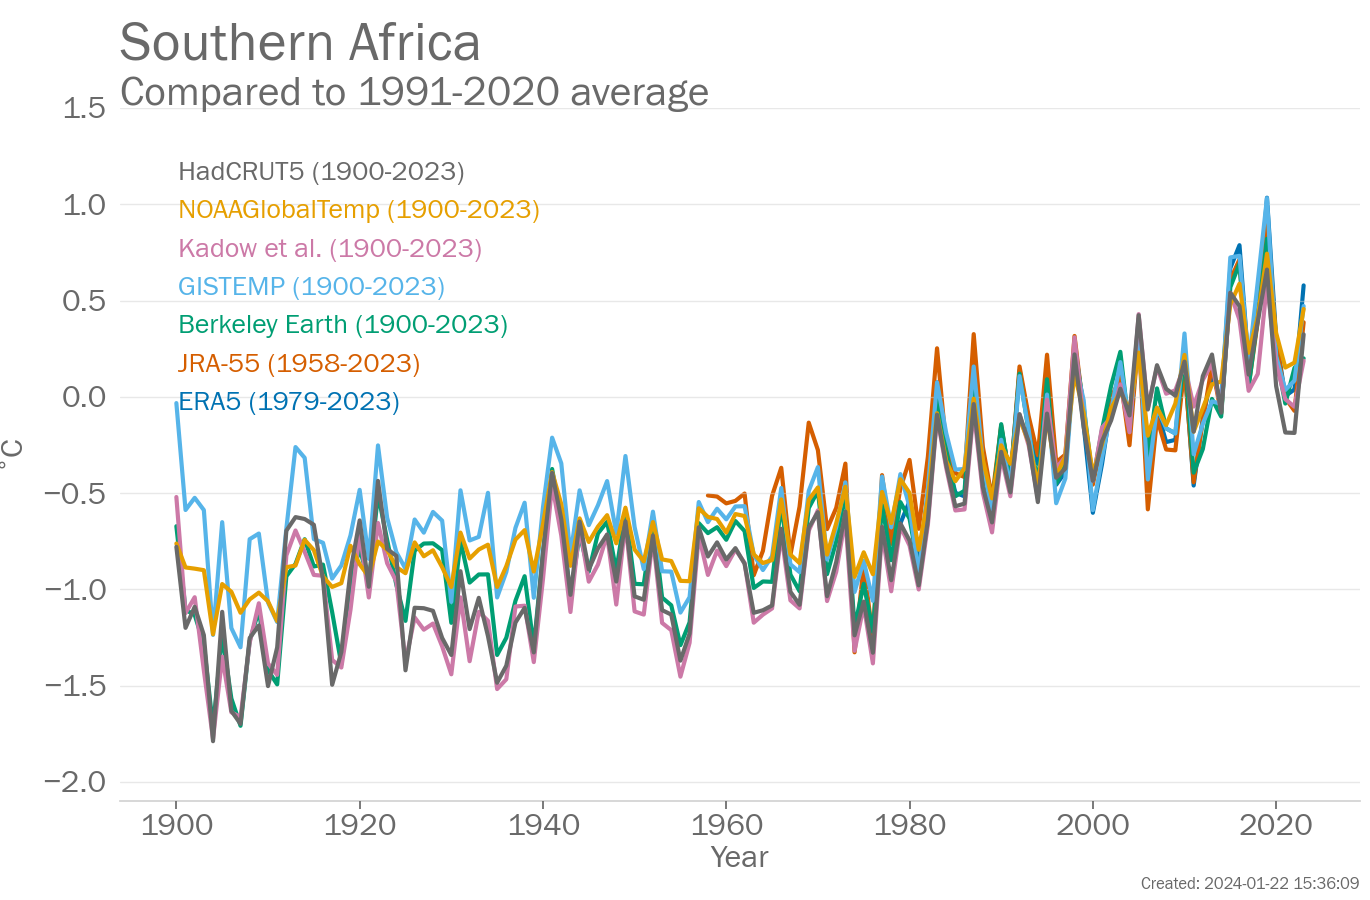 Southern Africa
Compared to 1991-2020 average
1.5
HadCRUT5 (1900-2023)
1.0
NOAAGlobalTemp (1900-2023)
Kadow et al. (1900-2023)
GISTEMP (1900-2023)
0.5
Berkeley Earth (1900-2023)
JRA-55 (1958-2023)
0.0
ERA5 (1979-2023)
°C
−0.5
−1.0
−1.5
−2.0
1900 1920 1940 1960 1980 2000 2020
Year
Created: 2024-01-22 15:36:09